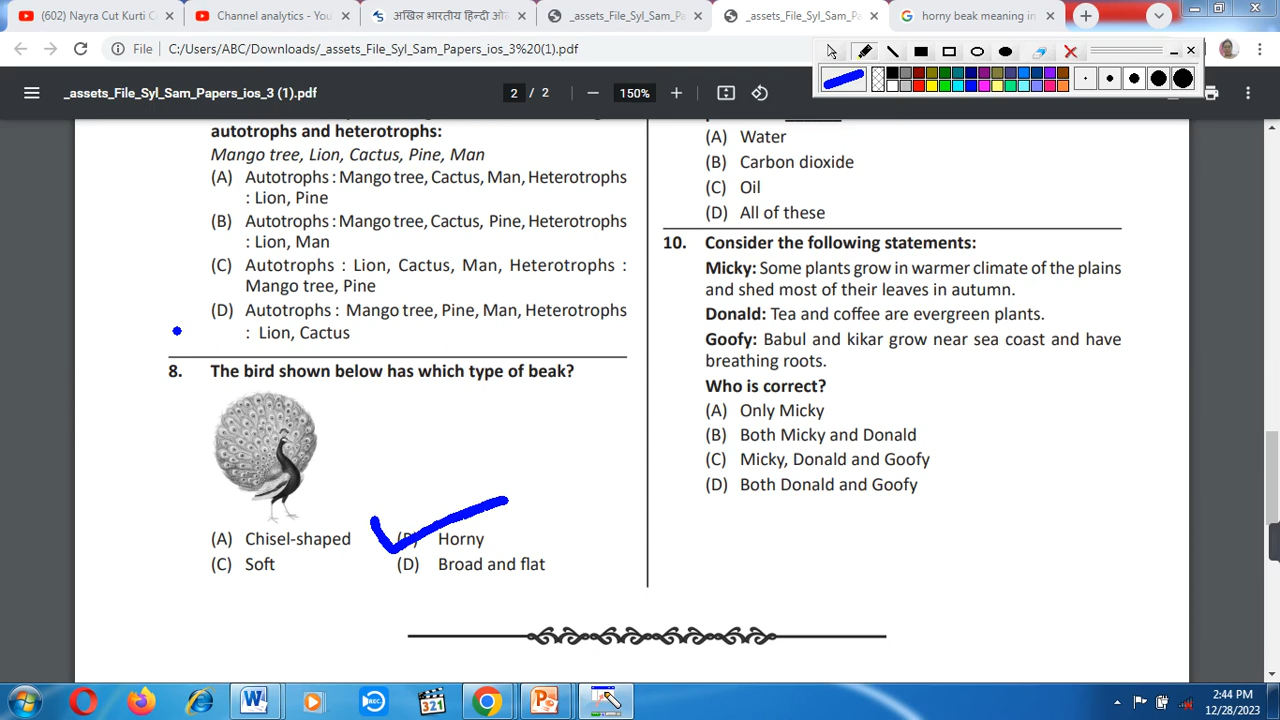 (602) Nayra Cut Kurti C
Channel analytics - You
अखिल भारतीय हिन्दी
_assets_File_Syl_Sam_Papers
_assets_File_Syl_Sam_Papers
horny beak meaning in
File
C:/Users/ABC/Downloads/_assets_File_Syl_Sam_Papers_ios_3%20(1).pdf
_assets_File_Syl_Sam_Papers_ios_3 (1).pdf
2 / 2
150%
autotrophs and heterotrophs:
Mango tree, Lion, Cactus, Pine, Man
(A) Autotrophs : Mango tree, Cactus, Man, Heterotrophs
: Lion, Pine
(B) Autotrophs : Mango tree, Cactus, Pine, Heterotrophs
: Lion, Man
(C) Autotrophs : Lion, Cactus, Man, Heterotrophs :
Mango tree, Pine
(D) Autotrophs : Mango tree, Pine, Man, Heterotrophs
: Lion, Cactus
8. The bird shown below has which type of beak?
(A) Chisel-shaped
(B) Horny
(C) Soft
(D) Broad and flat
(A) Water
(B) Carbon dioxide
(C) Oil
(D) All of these
10. Consider the following statements:
Micky: Some plants grow in warmer climate of the plains
and shed most of their leaves in autumn.
Donald: Tea and coffee are evergreen plants.
Goofy: Babul and kikar grow near sea coast and have
breathing roots.
Who is correct?
(A) Only Micky
(B) Both Micky and Donald
(C) Micky, Donald and Goofy
(D) Both Donald and Goofy
REC
321
2:44 PM
12/28/2023